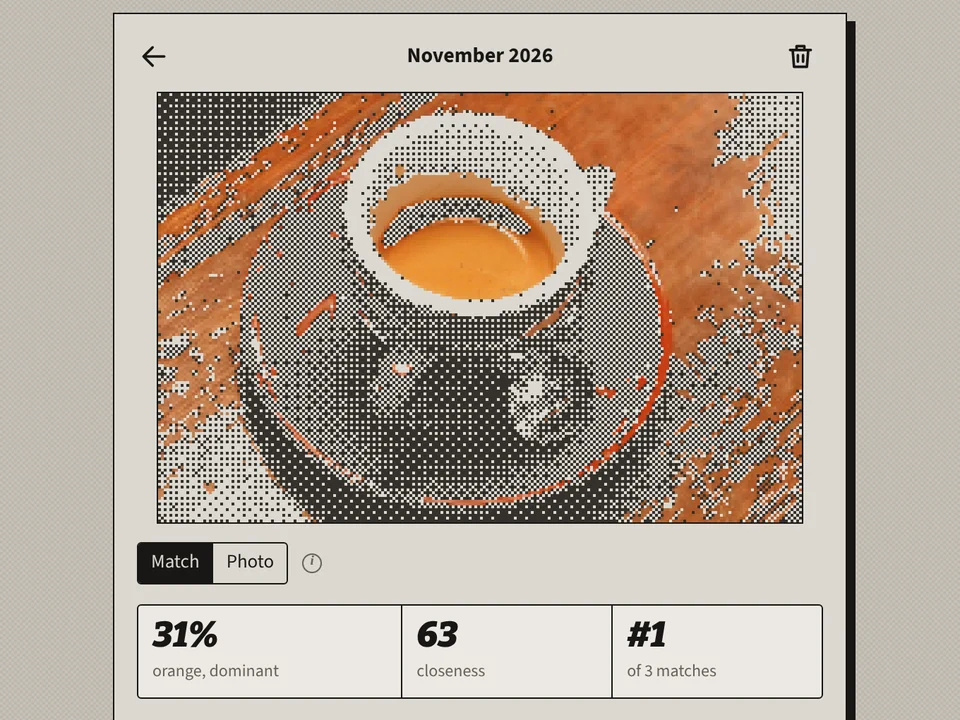 November 2026
Match Photo i
31% 63 #1
orange, dominant closeness of 3 matches